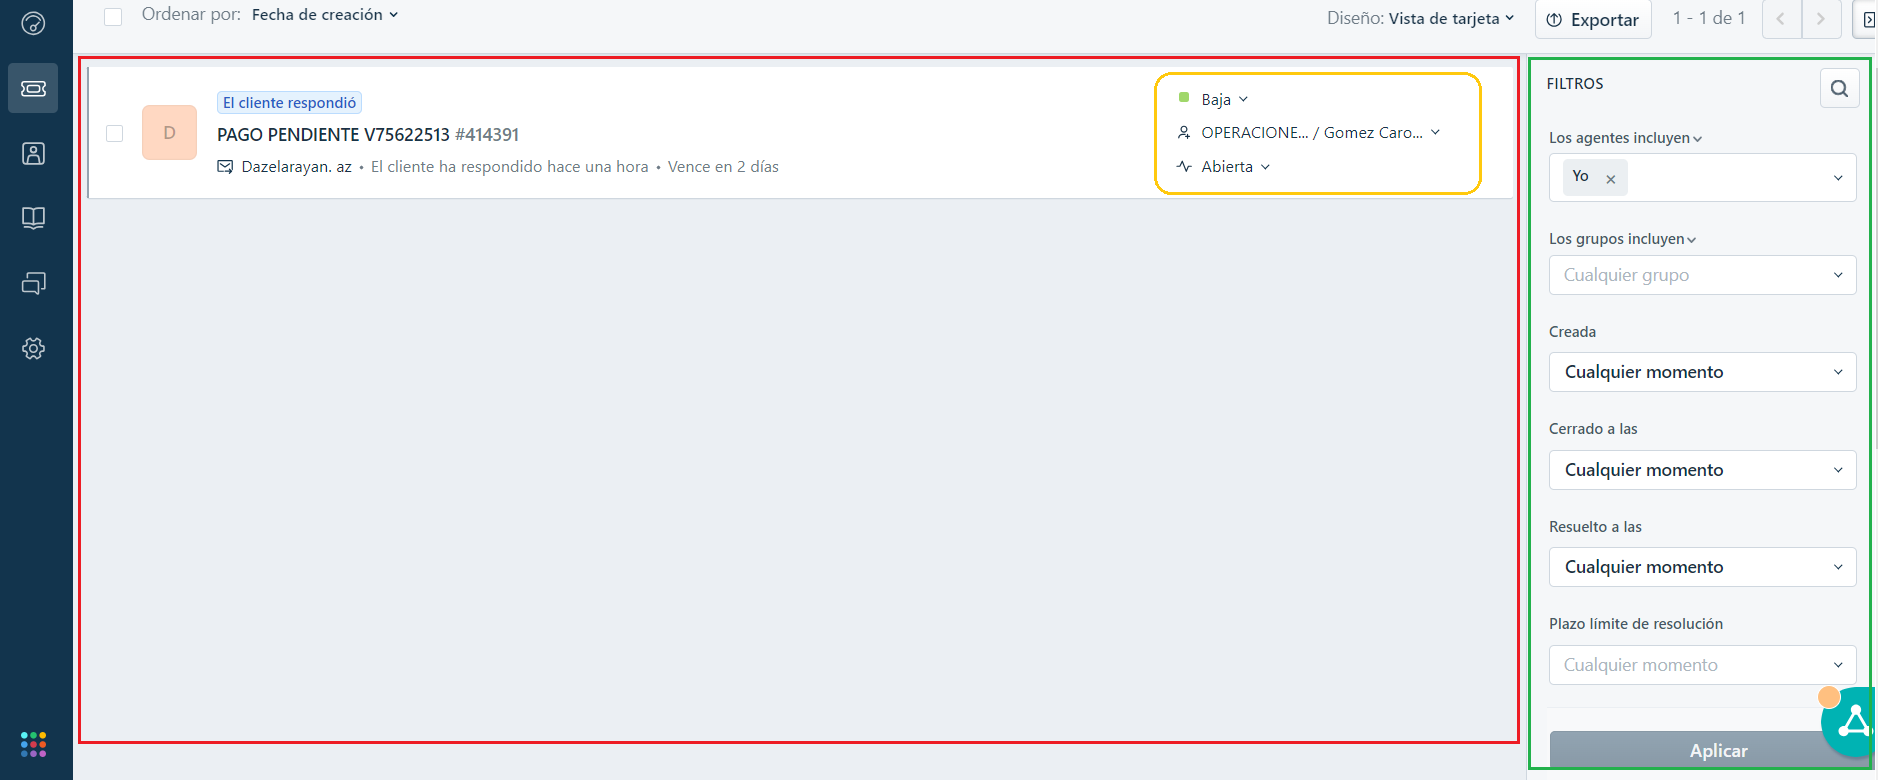 Ordenar por: Fecha de creación
Diseño: Vista de tarjeta
Exportar
1 - 1 de 1
El cliente respondió
D
PAGO PENDIENTE V75622513 #414391
Dazelarayan. az • El cliente ha respondido hace una hora • Vence en 2 días
Baja
OPERACIONE... / Gomez Caro...
Abierta
FILTROS
Los agentes incluyen
Yo ×
Los grupos incluyen
Cualquier grupo
Creada
Cualquier momento
Cerrado a las
Cualquier momento
Resuelto a las
Cualquier momento
Plazo límite de resolución
Cualquier momento
Aplicar